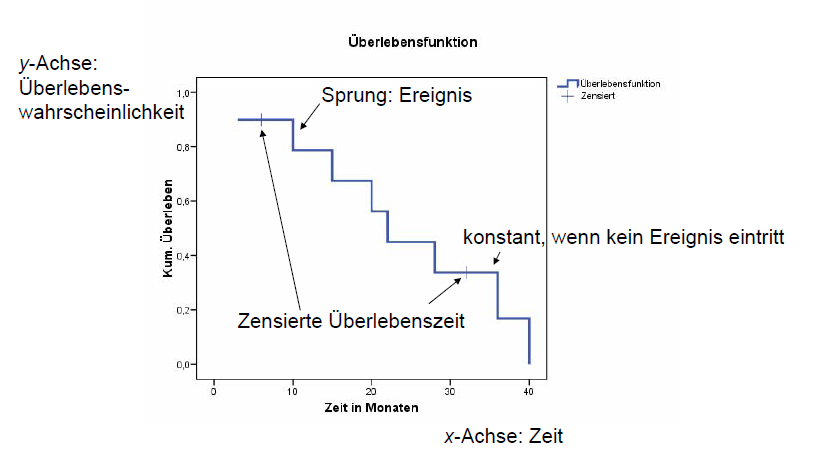 Überlebensfunktion
y-Achse:
Überlebens-
wahrscheinlichkeit
Überlebensfunktion
Zensiert
Sprung: Ereignis
1,0
0,8
0,6
0,4
0,2
0,0
Kum. Überleben
konstant, wenn kein Ereignis eintritt
Zensierte Überlebenszeit
0 10 20 30 40
Zeit in Monaten
x-Achse: Zeit